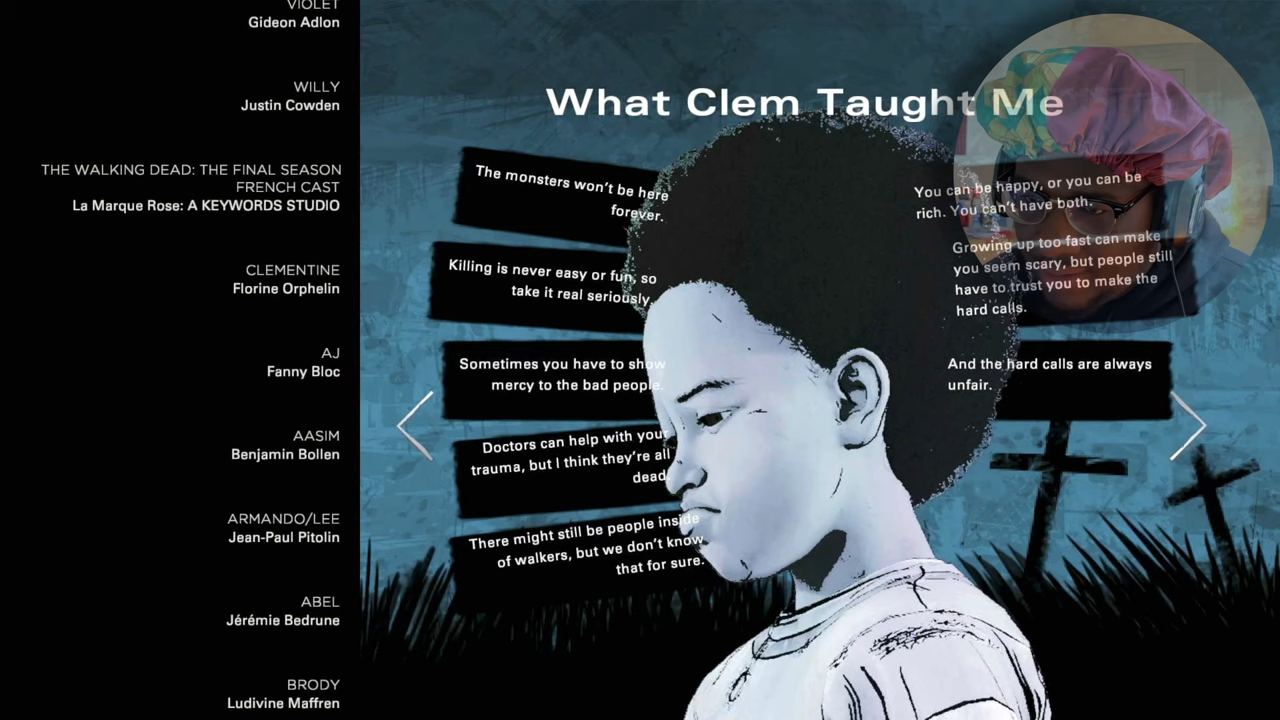 VIOLET
Gideon Adlon
WILLY
Justin Cowden
THE WALKING DEAD: THE FINAL SEASON
FRENCH CAST
La Marque Rose: A KEYWORDS STUDIO
CLEMENTINE
Florine Orphelin
AJ
Fanny Bloc
AASIM
Benjamin Bollen
ARMANDO/LEE
Jean-Paul Pitolin
ABEL
Jérémie Bedrune
BRODY
Ludivine Maffren
What Clem Taught Me
The monsters won't be here
forever.
Killing is never easy or fun, so
take it real seriously.
Sometimes you have to show
mercy to the bad people.
Doctors can help with your
trauma, but I think they're all
dead.
There might still be people inside
of walkers, but we don't know
that for sure.
You can be happy, or you can be
rich. You can't have both.
Growing up too fast can make
you seem scary, but people still
have to trust you to make the
hard calls.
And the hard calls are always
unfair.